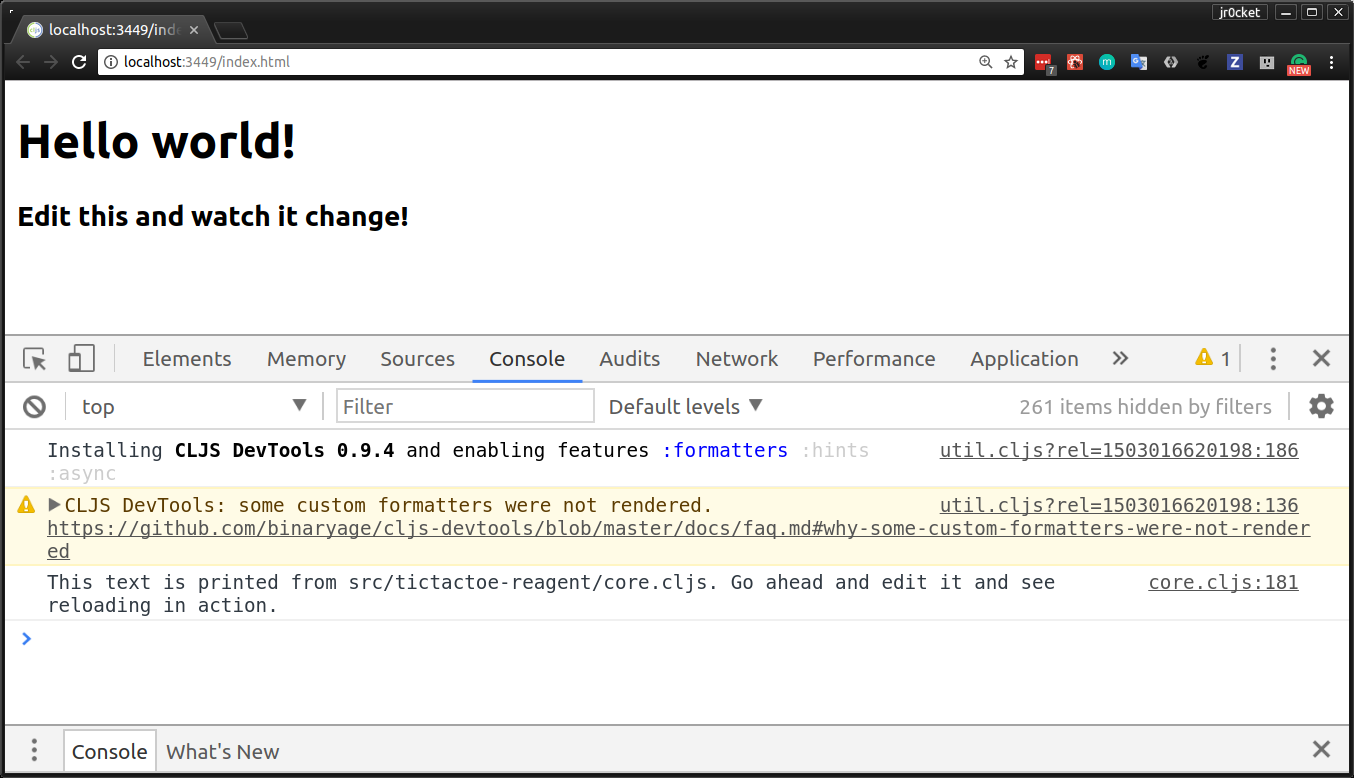 jr0cket
localhost:3449/inde
localhost:3449/index.html
7
m
G
Z
NEW
Hello world!
Edit this and watch it change!
Elements Memory Sources Console Audits Network Performance Application 1
top Filter Default levels 261 items hidden by filters
Installing CLJS DevTools 0.9.4 and enabling features :formatters :hints util.cljs?rel=1503016620198:186
:async
CLJS DevTools: some custom formatters were not rendered. util.cljs?rel=1503016620198:136
https://github.com/binaryage/cljs-devtools/blob/master/docs/faq.md#why-some-custom-formatters-were-not-render
ed
This text is printed from src/tictactoe-reagent/core.cljs. Go ahead and edit it and see core.cljs:181
reloading in action.
Console What's New